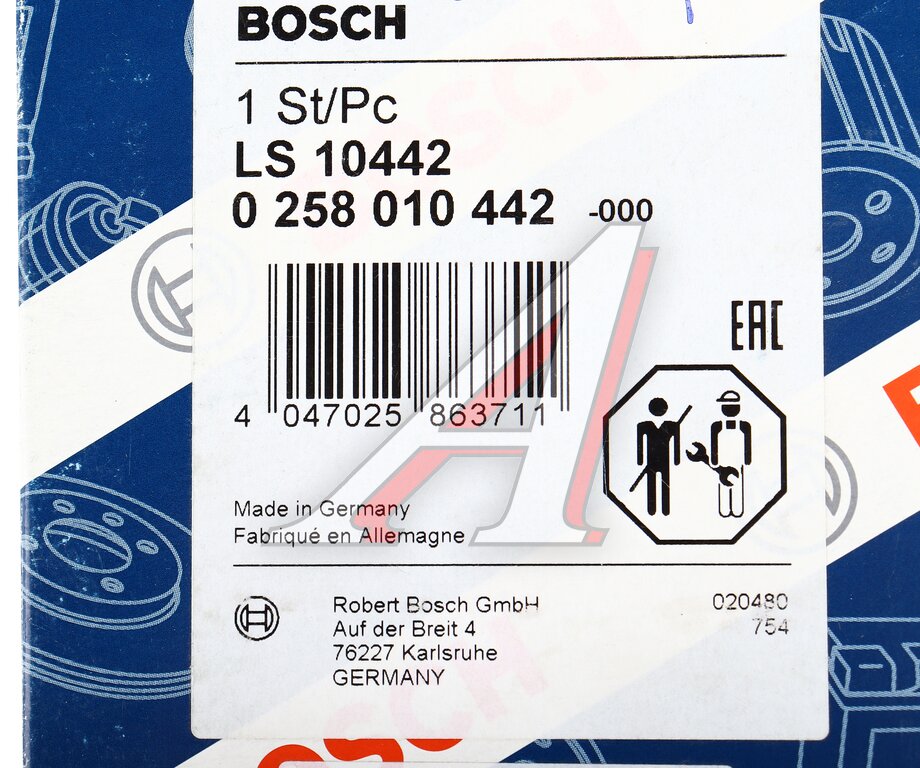 BOSCH
1 St/Pc
LS 10442
0 258 010 442 -000
EAC
4 047025 863711
Made in Germany
Fabriqué en Allemagne
Robert Bosch GmbH
Auf der Breit 4
76227 Karlsruhe
GERMANY
020480
754